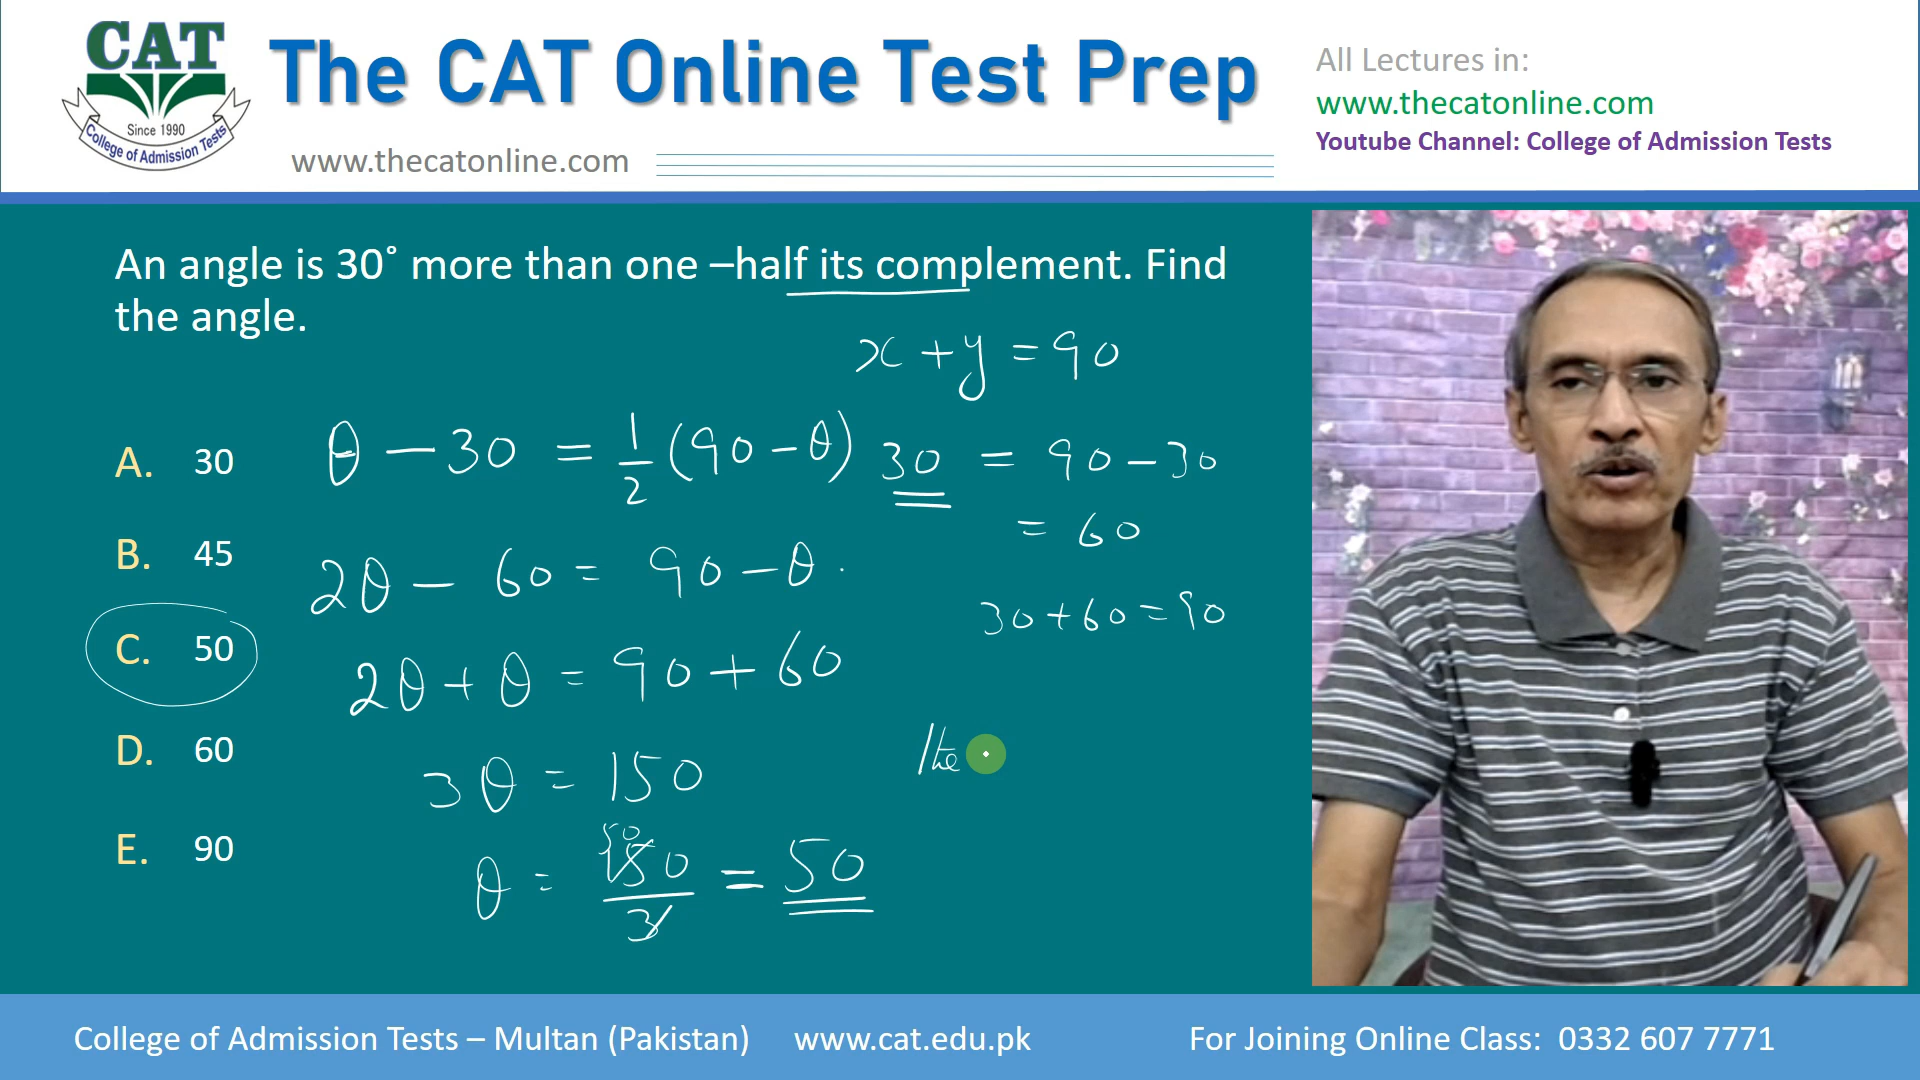 CAT
Since 1990
College of Admission Tests
The CAT Online Test Prep
www.thecatonline.com
All Lectures in:
www.thecatonline.com
Youtube Channel: College of Admission Tests
An angle is 30° more than one –half its complement. Find
the angle.
x + y = 90
A. 30
B. 45
C. 50
D. 60
E. 90
θ − 30 = 1/2 (90 − θ)
2θ − 60 = 90 − θ.
2θ + θ = 90 + 60
3θ = 150
θ = 150/3 = 50
50
30 = 90 − 30
= 60
30 + 60 = 90
the
College of Admission Tests – Multan (Pakistan) www.cat.edu.pk For Joining Online Class: 0332 607 7771